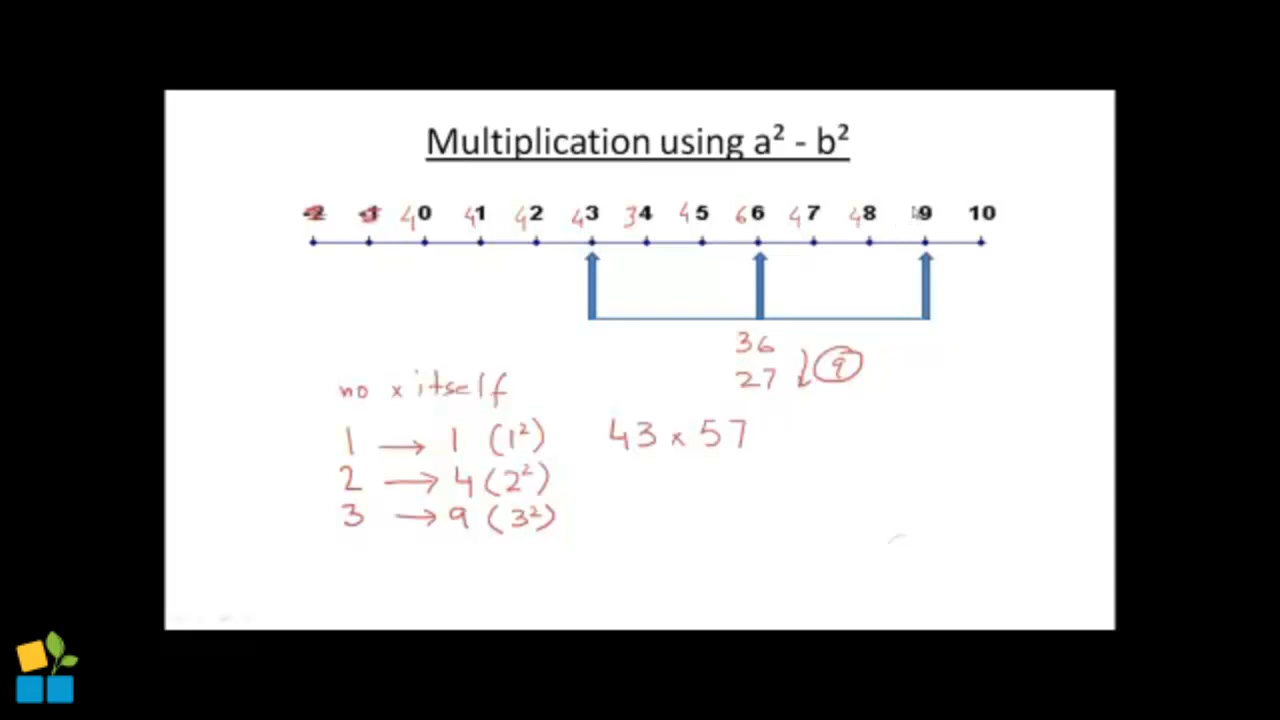 Multiplication using a² - b²
-2 -1 40 41 42 43 34 45 66 47 48 9 10
36
27 9
no x itself
1 → 1 (1²) 43 x 57
2 → 4 (2²)
3 → 9 (3²)